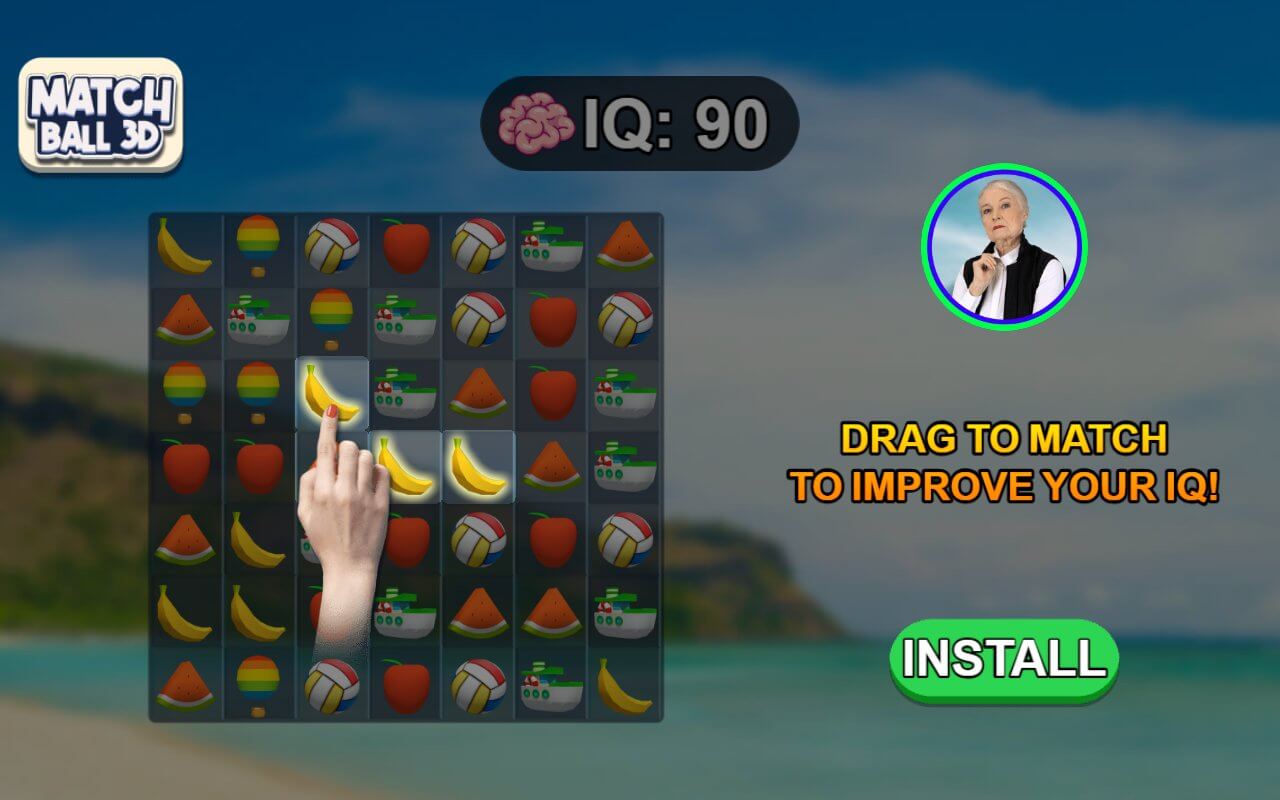 MATCH
BALL 3D
IQ: 90
DRAG TO MATCH
TO IMPROVE YOUR IQ!
INSTALL